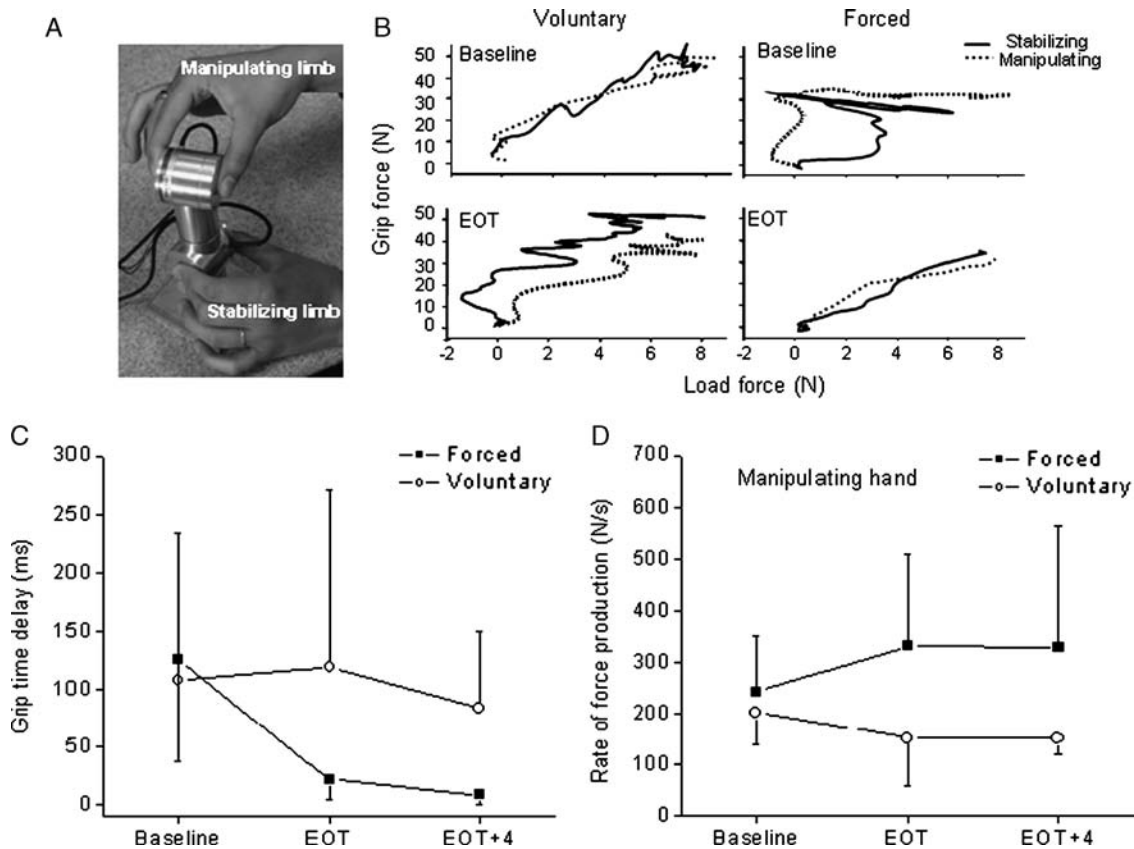 A
Manipulating limb
Stabilizing limb
B
Voluntary
Forced
Baseline
Baseline
Stabilizing
Manipulating
EOT
EOT
Grip force (N)
50
40
30
20
10
0
50
40
30
20
10
0
-2 0 2 4 6 8
-2 0 2 4 6 8
Load force (N)
C
Forced
Voluntary
Grip time delay (ms)
300
250
200
150
100
50
0
Baseline EOT EOT+4
D
Manipulating hand
Forced
Voluntary
Rate of force production (N/s)
700
600
500
400
300
200
100
0
Baseline EOT EOT+4